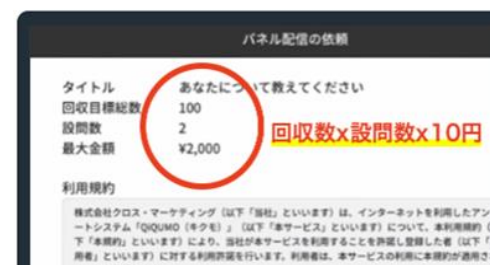 パネル配信の依頼
タイトル あなたについて教えてください
回収目標総数 100
設問数 2
最大金額 ¥2,000
回収数x設問数x10円
利用規約
株式会社クロス・マーケティング（以下「当社」といいます）は、インターネットを利用したアン
ートシステム「QiQUMO（キクモ）」（以下「本サービス」といいます）について、本利用規約（
下「本規約」といいます）により、当社が本サービスを利用することを許諾し登録した者（以下「
用者」といいます）に対する利用許諾を行います。利用者は、本サービスの利用に本規約が適用さ